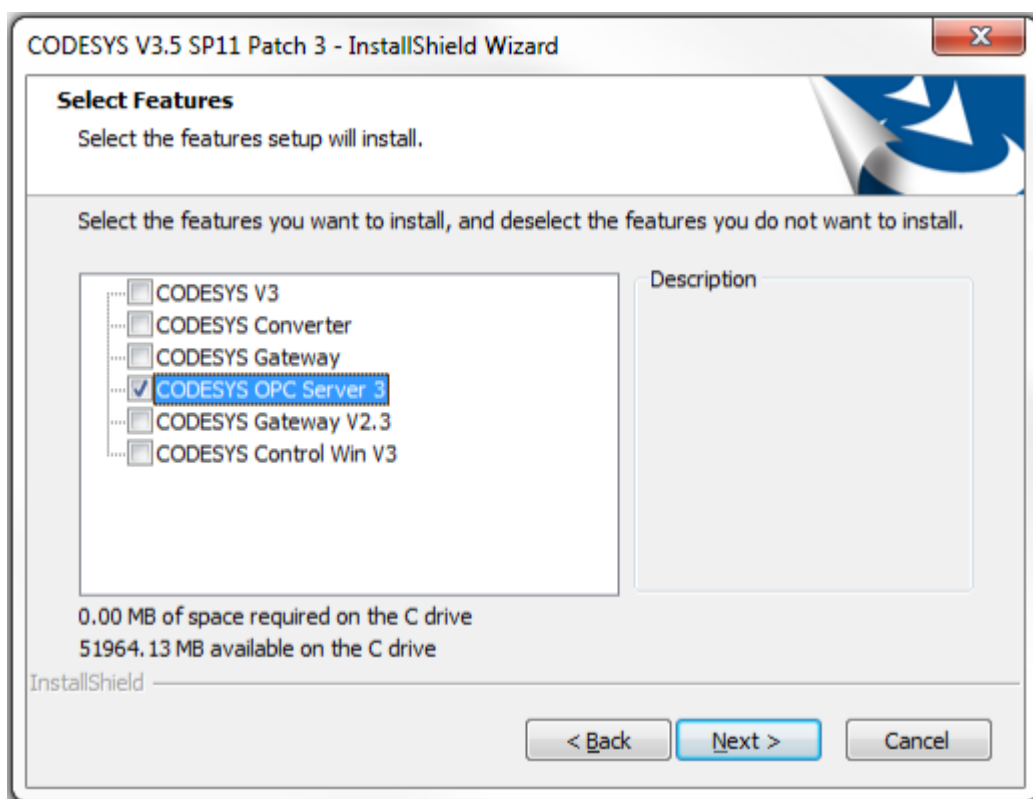 CODESYS V3.5 SP11 Patch 3 - InstallShield Wizard
Select Features
Select the features setup will install.
Select the features you want to install, and deselect the features you do not want to install.
CODESYS V3
CODESYS Converter
CODESYS Gateway
CODESYS OPC Server 3
CODESYS Gateway V2.3
CODESYS Control Win V3
Description
0.00 MB of space required on the C drive
51964.13 MB available on the C drive
InstallShield
< Back
Next >
Cancel